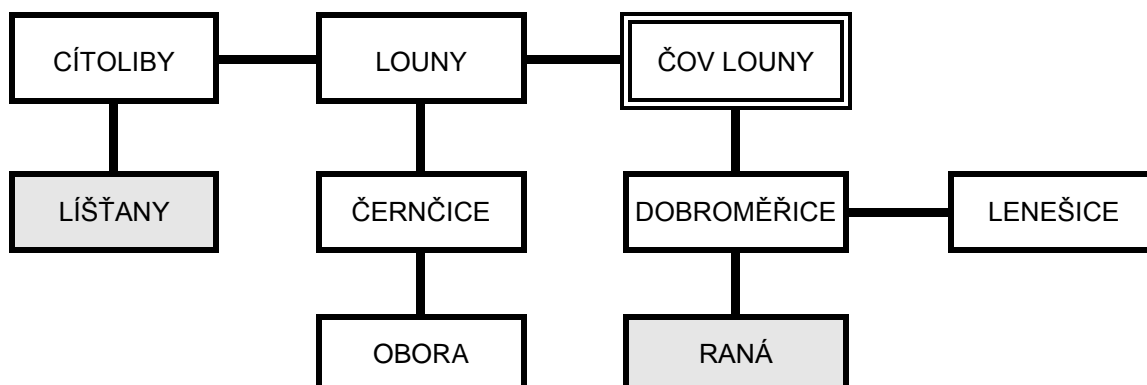 CÍTOLIBY
LOUNY
ČOV LOUNY
LÍŠŤANY
ČERNČICE
DOBROMĚŘICE
LENEŠICE
OBORA
RANÁ